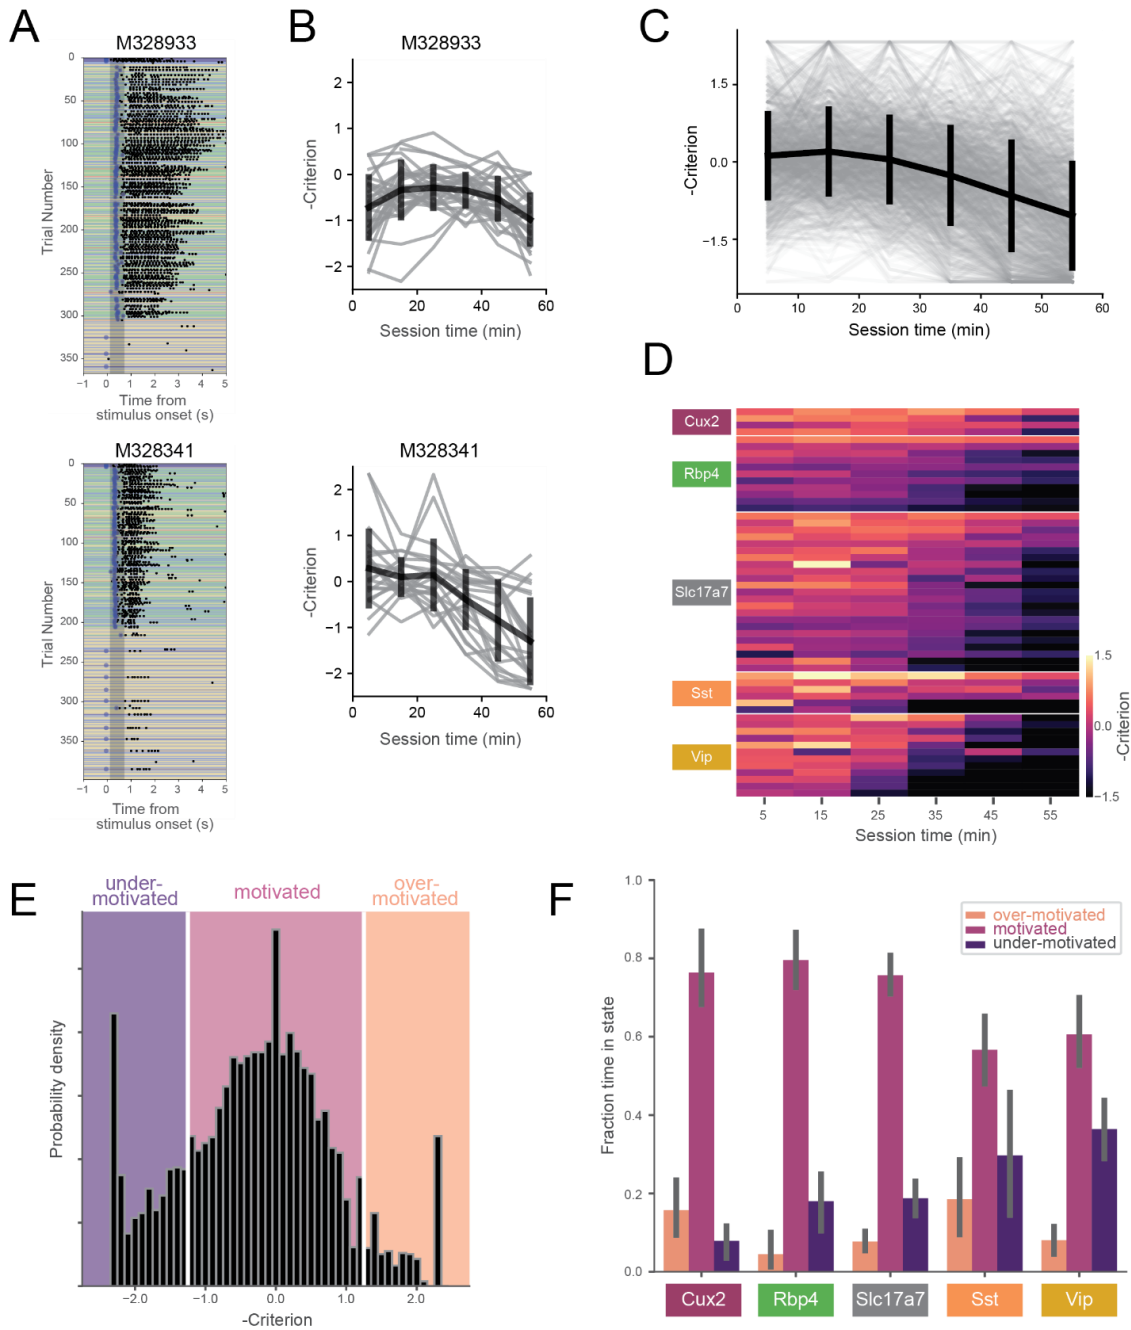 A
M328933
0
50
100
150
200
250
300
350
Trial Number
−1
0
1
2
3
4
5
Time from
stimulus onset (s)
M328341
0
50
100
150
200
250
300
350
Trial Number
−1
0
1
2
3
4
5
Time from
stimulus onset (s)
B
M328933
2
1
0
−1
−2
-Criterion
0
20
40
60
Session time (min)
M328341
2
1
0
−1
−2
-Criterion
0
20
40
60
Session time (min)
C
1.5
0.0
−1.5
-Criterion
0
10
20
30
40
50
60
Session time (min)
D
Cux2
Rbp4
Slc17a7
Sst
Vip
1.5
0.0
−1.5
-Criterion
5
15
25
35
45
55
Session time (min)
E
under-
motivated
motivated
over-
motivated
Probability density
−2.0
−1.0
0.0
1.0
2.0
-Criterion
F
1.0
0.8
0.6
0.4
0.2
0.0
Fraction time in state
over-motivated
motivated
under-motivated
Cux2
Rbp4
Slc17a7
Sst
Vip